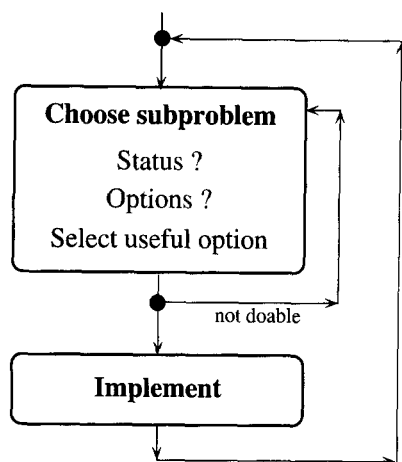 Choose subproblem
Status ?
Options ?
Select useful option
not doable
Implement